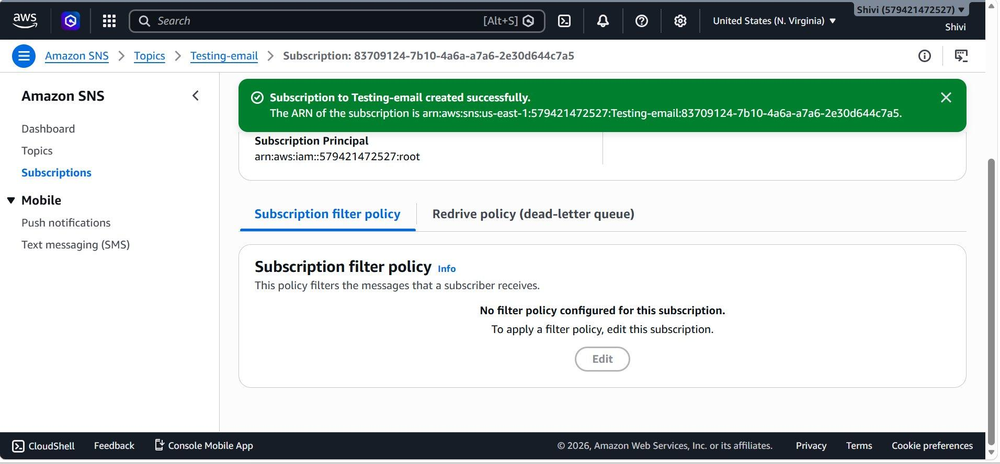 aws
Search
[Alt+S]
United States (N. Virginia)
Shivi (579421472527)
Shivi
Amazon SNS
Topics
Testing-email
Subscription: 83709124-7b10-4a6a-a7a6-2e30d644c7a5
Amazon SNS
Dashboard
Topics
Subscriptions
Mobile
Push notifications
Text messaging (SMS)
Subscription to Testing-email created successfully.
The ARN of the subscription is arn:aws:sns:us-east-1:579421472527:Testing-email:83709124-7b10-4a6a-a7a6-2e30d644c7a5.
Subscription Principal
arn:aws:iam::579421472527:root
Subscription filter policy
Redrive policy (dead-letter queue)
Subscription filter policy Info
This policy filters the messages that a subscriber receives.
No filter policy configured for this subscription.
To apply a filter policy, edit this subscription.
Edit
CloudShell
Feedback
Console Mobile App
© 2026, Amazon Web Services, Inc. or its affiliates.
Privacy
Terms
Cookie preferences